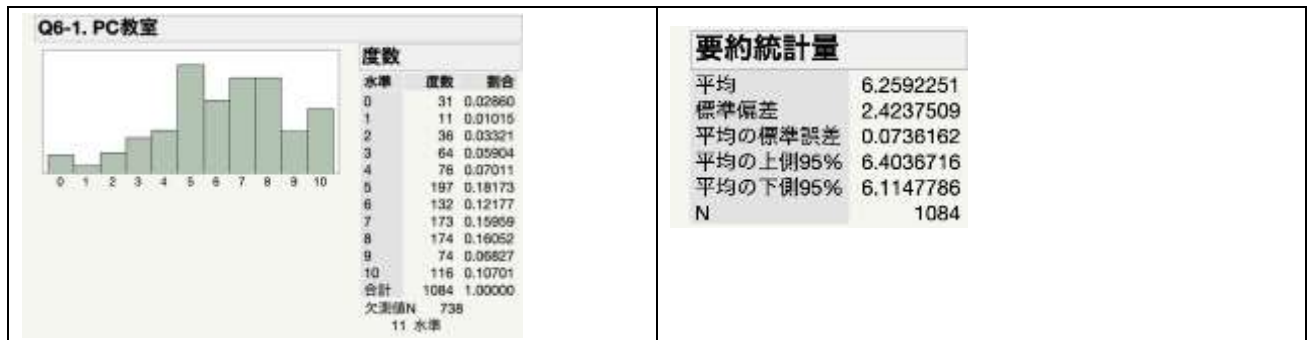 Q6-1. PC教室
0 1 2 3 4 5 6 7 8 9 10
度数
水準 度数 割合
0 31 0.02860
1 11 0.01015
2 36 0.03321
3 64 0.05904
4 76 0.07011
5 197 0.18173
6 132 0.12177
7 173 0.15959
8 174 0.16052
9 74 0.06827
10 116 0.10701
合計 1084 1.00000
欠測値N 738
11 水準
要約統計量
平均 6.2592251
標準偏差 2.4237509
平均の標準誤差 0.0736162
平均の上側95% 6.4036716
平均の下側95% 6.1147786
N 1084